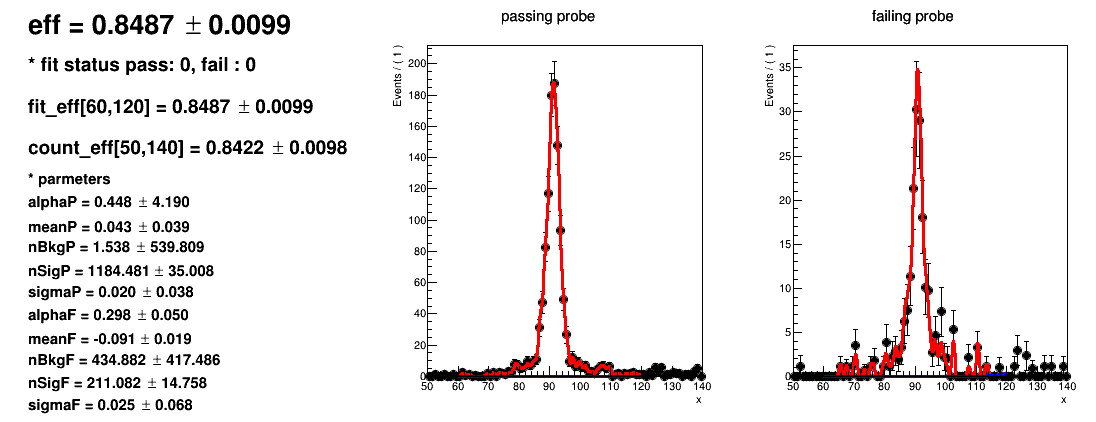 eff = 0.8487 ± 0.0099
* fit status pass: 0, fail : 0
fit_eff[60,120] = 0.8487 ± 0.0099
count_eff[50,140] = 0.8422 ± 0.0098
* parmeters
alphaP = 0.448 ± 4.190
meanP = 0.043 ± 0.039
nBkgP = 1.538 ± 539.809
nSigP = 1184.481 ± 35.008
sigmaP = 0.020 ± 0.038
alphaF = 0.298 ± 0.050
meanF = -0.091 ± 0.019
nBkgF = 434.882 ± 417.486
nSigF = 211.082 ± 14.758
sigmaF = 0.025 ± 0.068
passing probe
Events / ( 1 )
200
180
160
140
120
100
80
60
40
20
0
50 60 70 80 90 100 110 120 130 140
x
failing probe
Events / ( 1 )
35
30
25
20
15
10
5
0
50 60 70 80 90 100 110 120 130 140
x